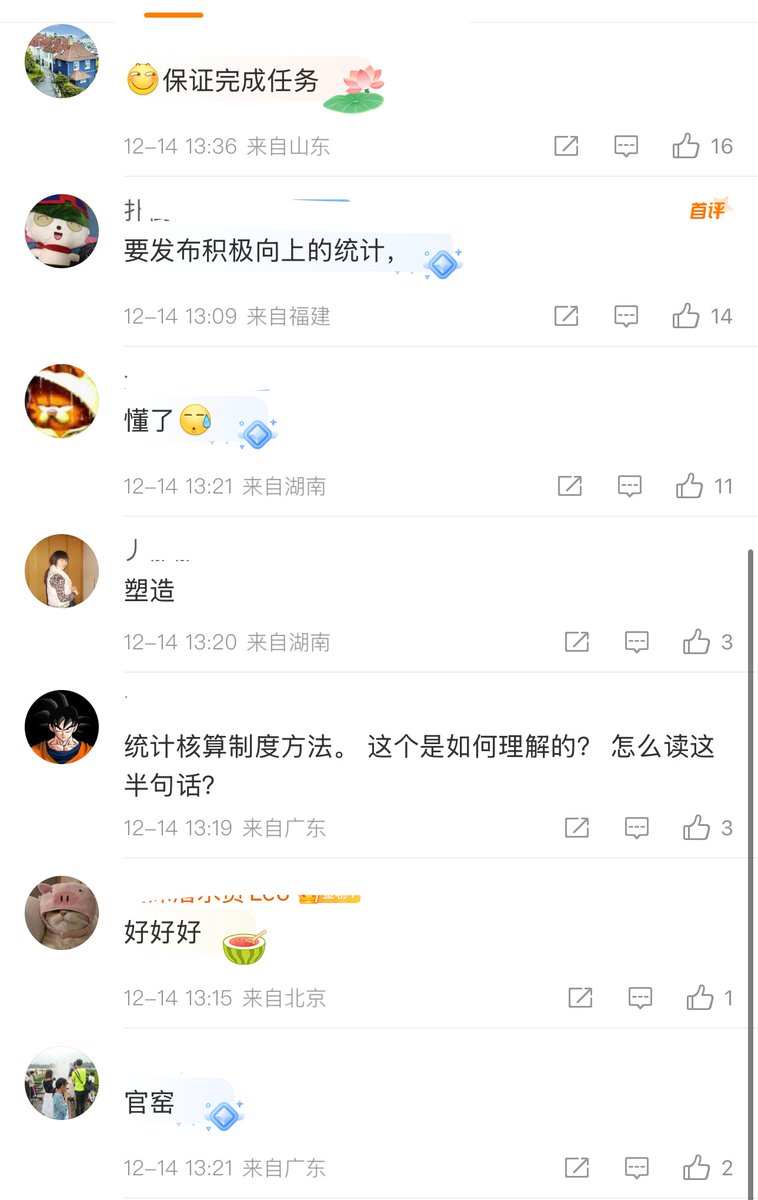 保证完成任务
12-14 13:36 来自山东
16
首评
要发布积极向上的统计,
12-14 13:09 来自福建
14
懂了
12-14 13:21 来自湖南
11
塑造
12-14 13:20 来自湖南
3
统计核算制度方法。 这个是如何理解的? 怎么读这
半句话?
12-14 13:19 来自广东
3
好好好
12-14 13:15 来自北京
1
官窑
12-14 13:21 来自广东
2